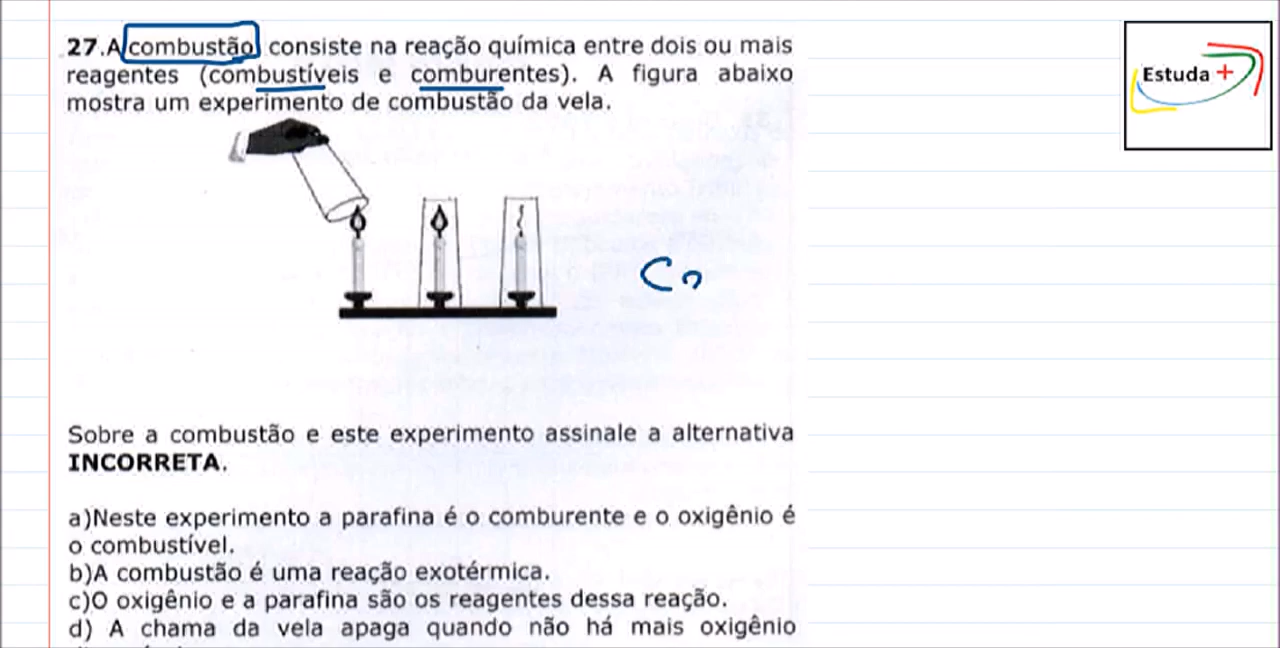 27.A combustão consiste na reação química entre dois ou mais
reagentes (combustíveis e comburentes). A figura abaixo
mostra um experimento de combustão da vela.
Estuda +
Sobre a combustão e este experimento assinale a alternativa
INCORRETA.
a)Neste experimento a parafina é o comburente e o oxigênio é
o combustível.
b)A combustão é uma reação exotérmica.
c)O oxigênio e a parafina são os reagentes dessa reação.
d) A chama da vela apaga quando não há mais oxigênio